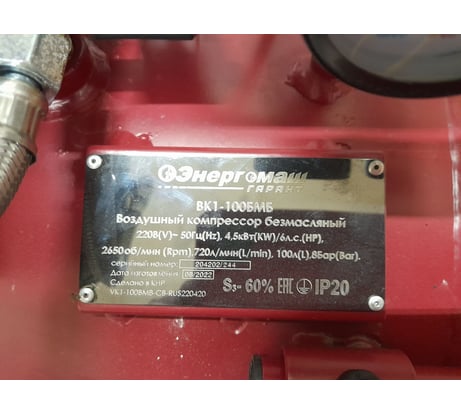 Энергомаш
ГАРАНТ
ВК1-100БМБ
Воздушный компрессор безмасляный
220В(V)~ 50Гц(Hz), 4,5кВт(KW)/6л.с.(HP),
2650об/мин (Rpm),720л/мин(L/min), 100л(L),8Бар(Bar).
серийный номер: 204202/244
Дата изготовления 08/2022
Сделано в КНР
VK1-100BMB-CB-RUS220420
S₃- 60% EAC IP20